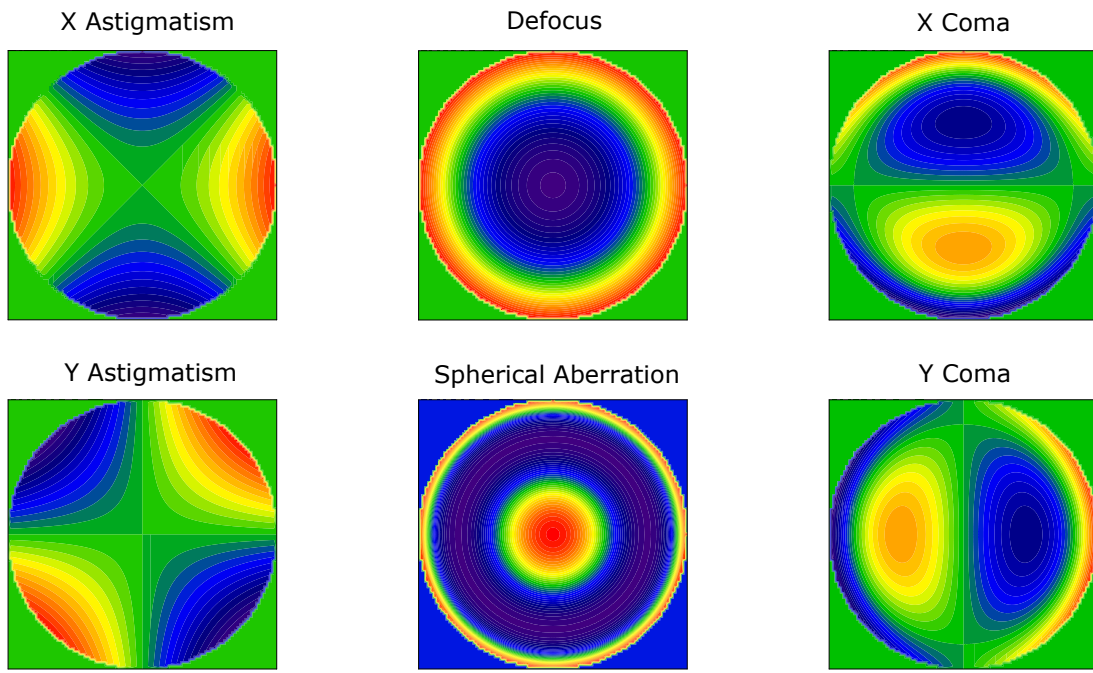 X Astigmatism
Defocus
X Coma
Y Astigmatism
Spherical Aberration
Y Coma